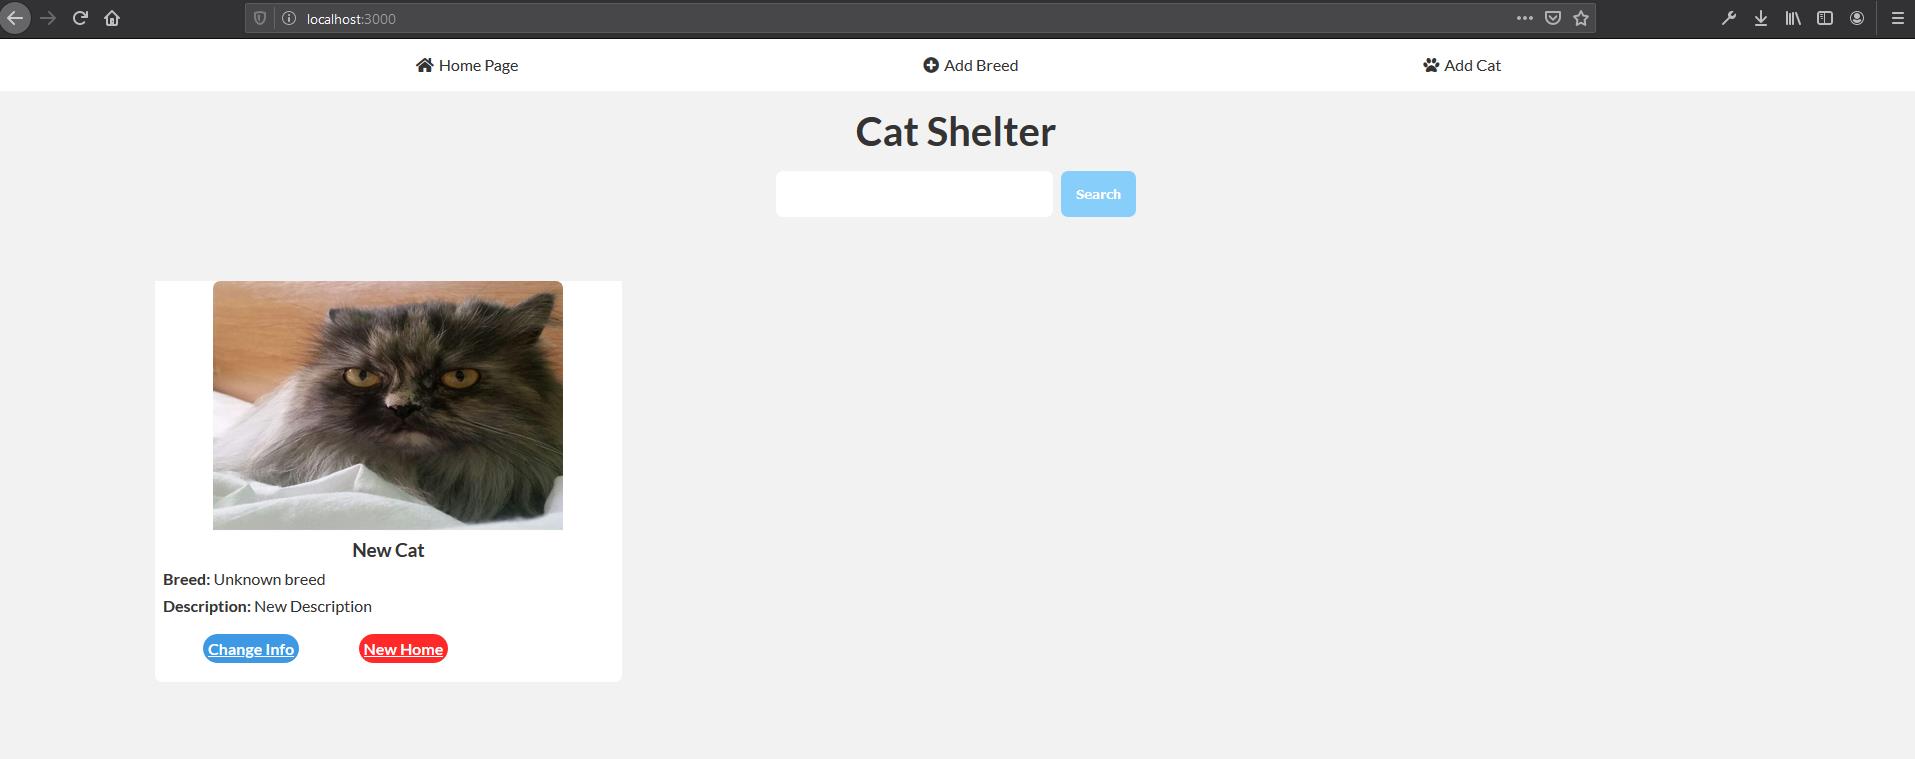 localhost:3000
Home Page Add Breed Add Cat
Cat Shelter
Search
New Cat
Breed: Unknown breed
Description: New Description
Change Info New Home